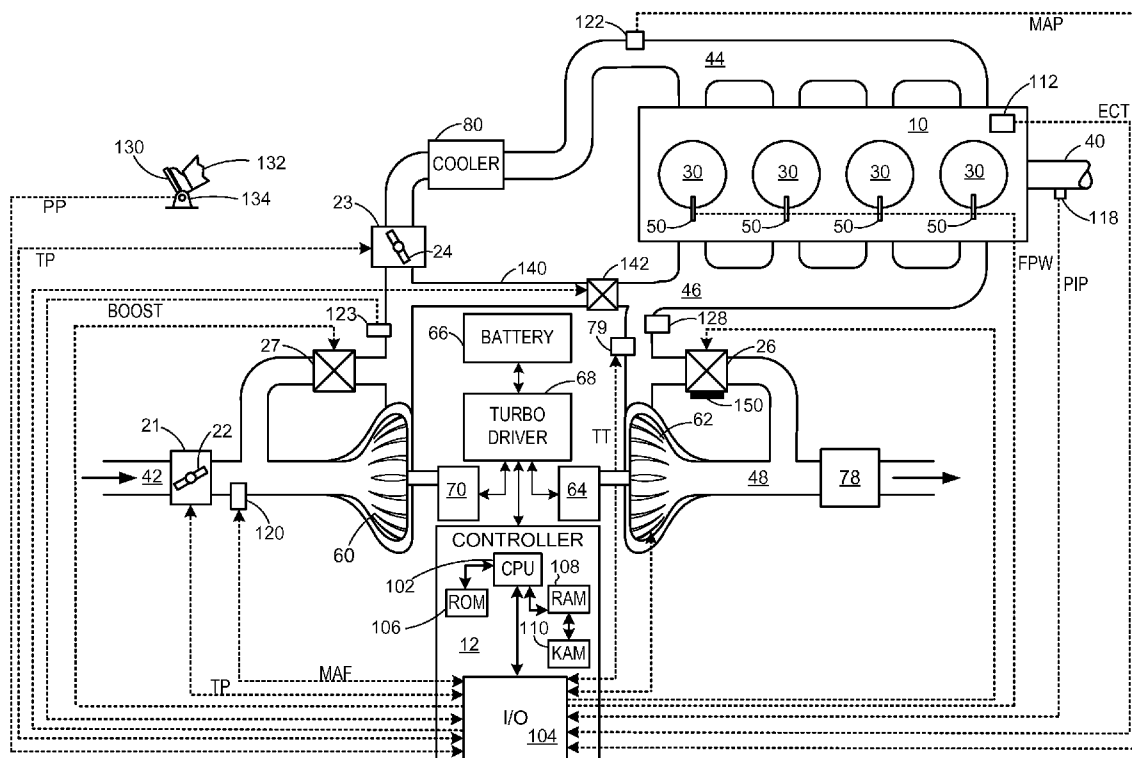 122
MAP
44
112
80
10
ECT
COOLER
40
130
132
30 30 30 30
134
23
PP
118
50 50 50 50
24
142
TP
140
FPW
46
PIP
BOOST
123
BATTERY
128
66
79
27
68
26
TURBO
DRIVER
150
21
22
TT
62
42
70
64
48
78
120
60
CONTROLLER
102
CPU
108
ROM
RAM
106
110
12
KAM
MAF
TP
I/O
104